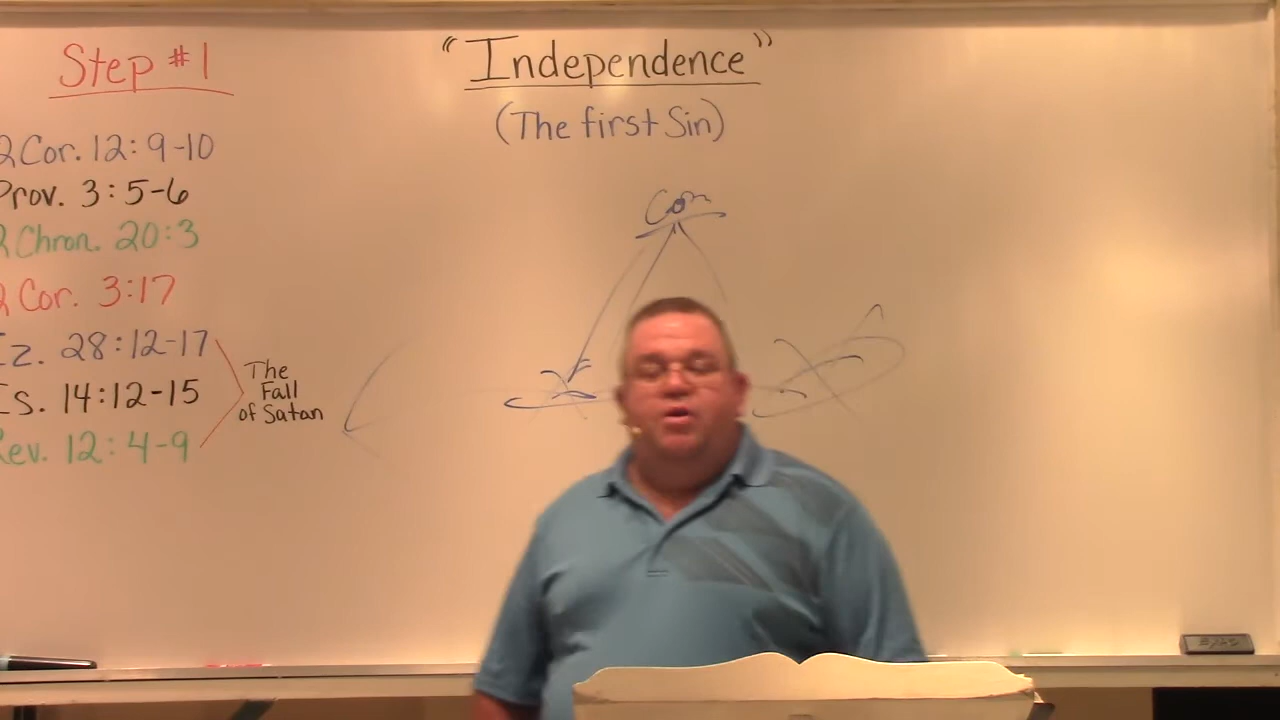 Step #1
"Independence"
(The first Sin)
2 Cor. 12:9-10
Prov. 3:5-6
2 Chron. 20:3
2 Cor. 3:17
Ez. 28:12-17
Is. 14:12-15
Rev. 12:4-9
The
Fall
of Satan